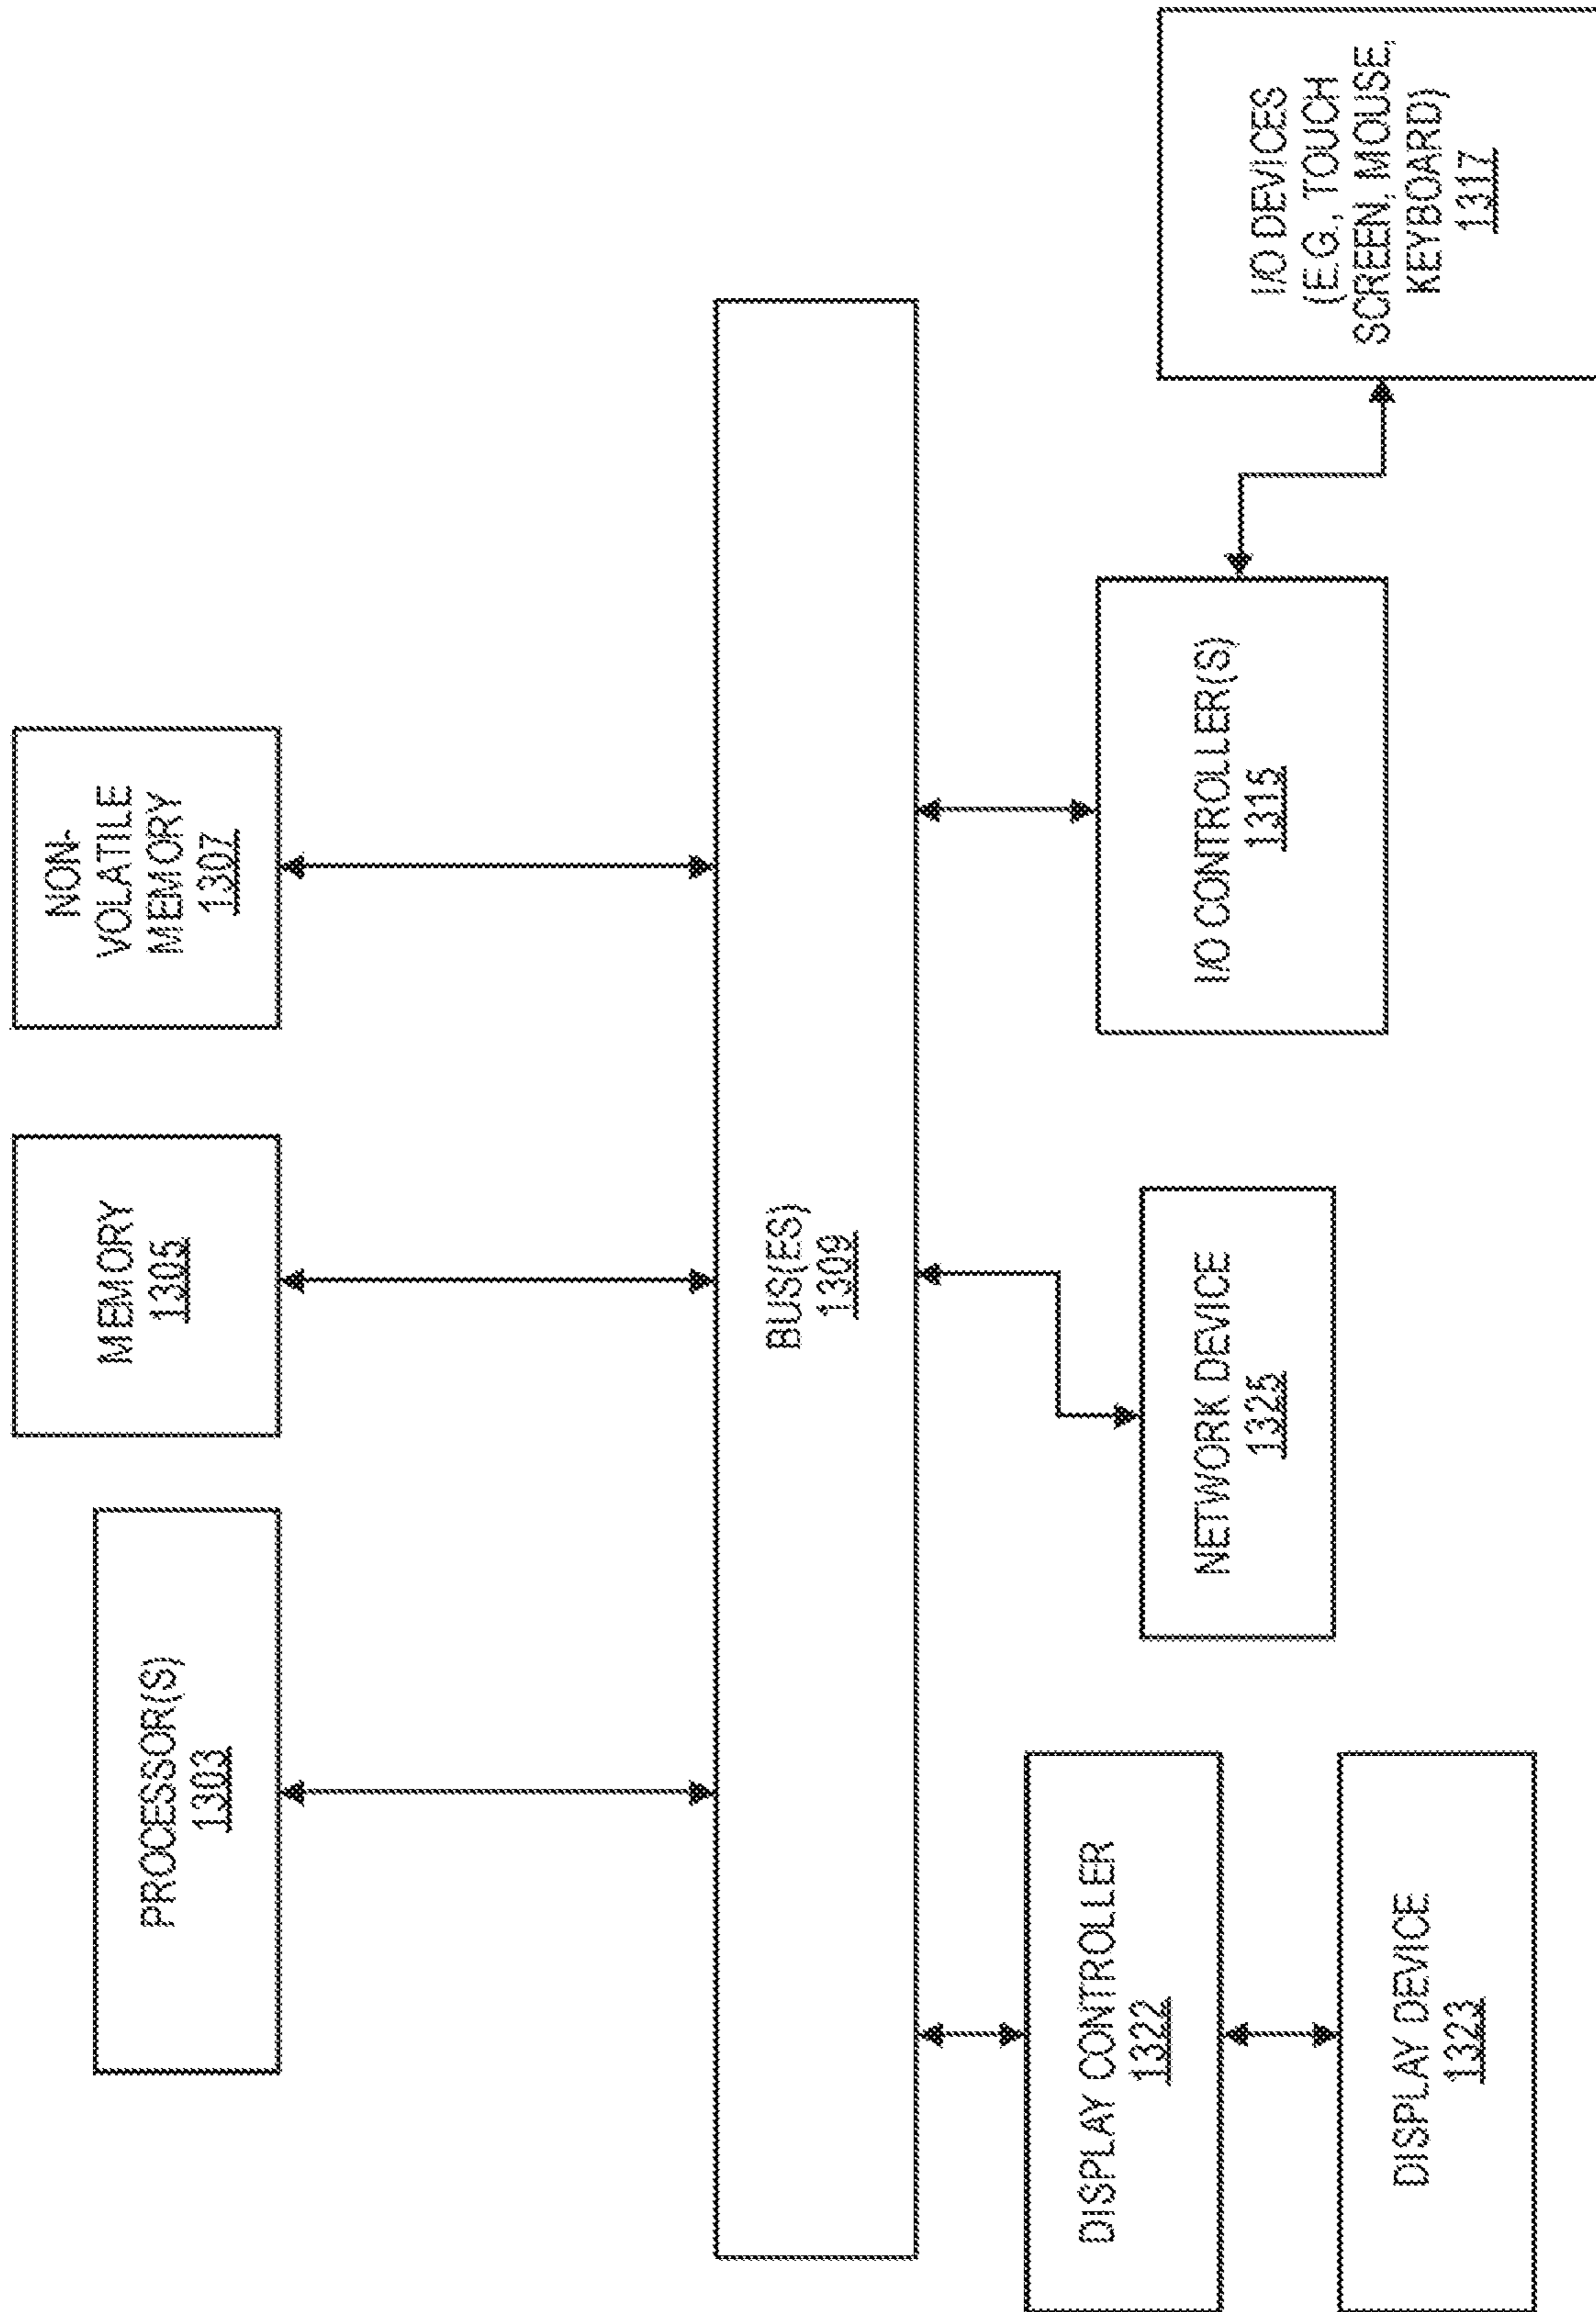 PROCESSOR(S)
1303
MEMORY
1305
NON-
VOLATILE
MEMORY
1307
BUS(ES)
1309
DISPLAY CONTROLLER
1322
NETWORK DEVICE
1325
I/O CONTROLLER(S)
1315
DISPLAY DEVICE
1323
I/O DEVICES
(E.G., TOUCH
SCREEN, MOUSE,
KEYBOARD)
1317